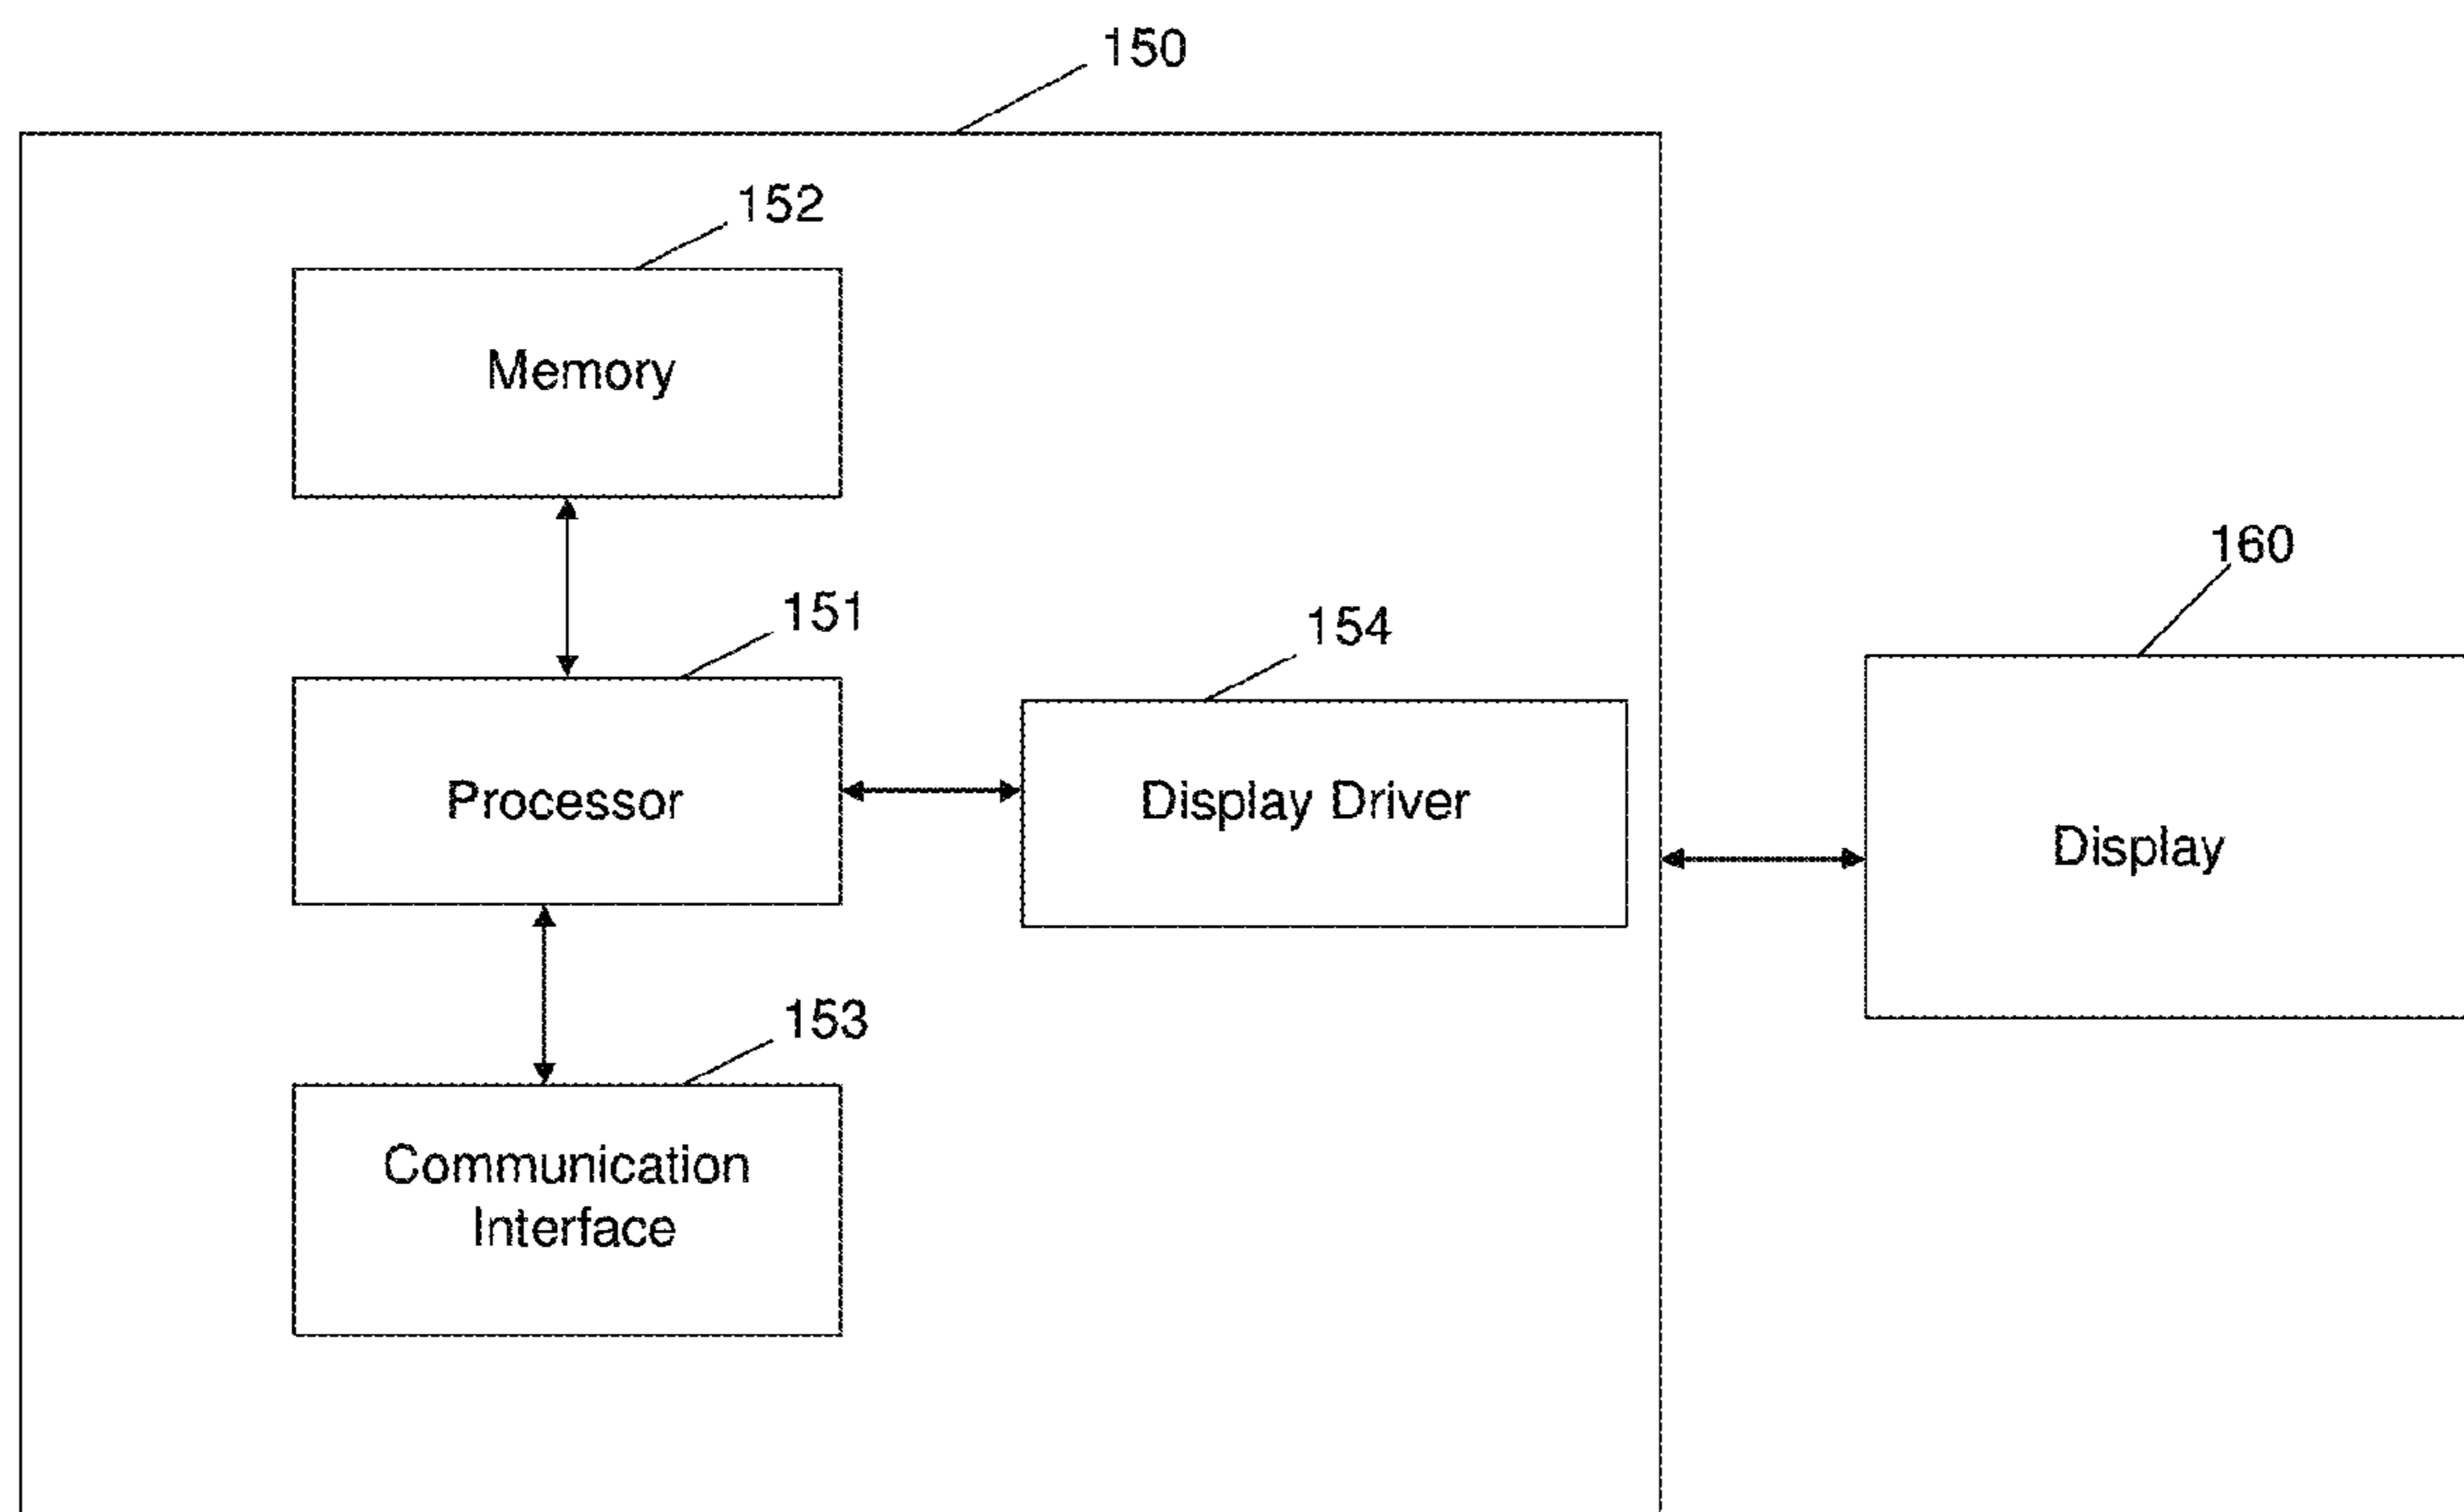 150
152
Memory
151
154
160
Processor
Display Driver
Display
153
Communication
Interface